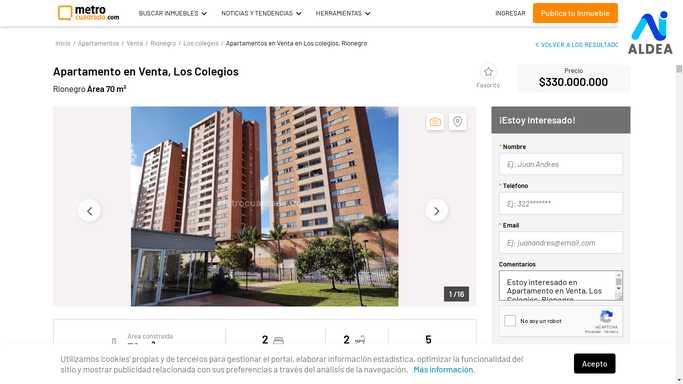 metro
cuadrado.com
BUSCAR INMUEBLES
NOTICIAS Y TENDENCIAS
HERRAMIENTAS
INGRESAR
Publica tu inmueble
ALDEA
Inicio / Apartamentos / Venta / Rionegro / Los colegios / Apartamentos en Venta en Los colegios, Rionegro
< VOLVER A LOS RESULTADO
Apartamento en Venta, Los Colegios
Rionegro Área 70 m²
Favorito
Precio
$330.000.000
¡Estoy Interesado!
* Nombre
Ej: Juan Andres
* Teléfono
Ej: 322*******
* Email
Ej: juanandres@email.com
Comentarios
Estoy interesado en
Apartamento en Venta, Los
Colegios, Rionegro
No soy un robot
reCAPTCHA
Privacidad - Términos
1 / 16
Área construida
2
2
5
Utilizamos 'cookies' propias y de terceros para gestionar el portal, elaborar información estadística, optimizar la funcionalidad del
sitio y mostrar publicidad relacionada con sus preferencias a través del análisis de la navegación. Más información.
Acepto